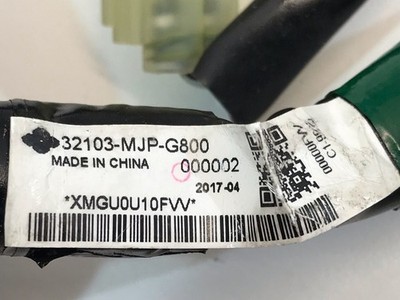 32103-MJP-G800
MADE IN CHINA 000002
2017-04
*XMGU0U10FVV*